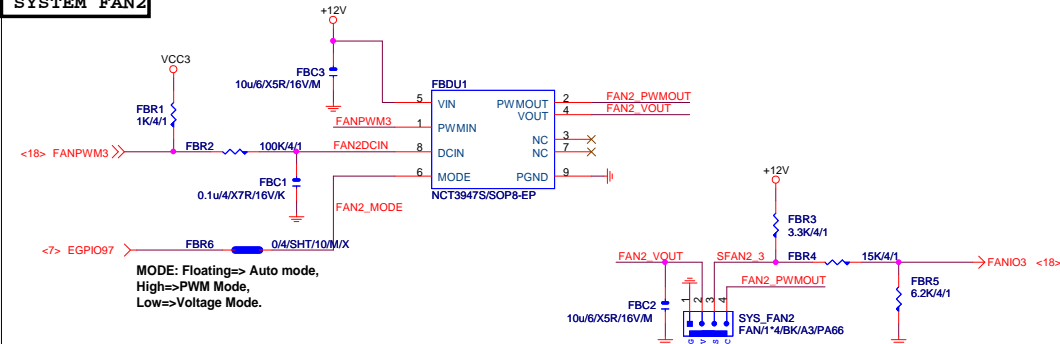 SYSTEM FAN2
+12V
VCC3
FBC3
10u/6/X5R/16V/M
FBDU1
FBR1
1K/4/1
5 VIN
PWMOUT 2 FAN2_PWMOUT
VOUT 4 FAN2_VOUT
FANPWM3 1 PWMIN
NC 3
NC 7
<18> FANPWM3
FBR2 100K/4/1
FAN2DCIN 8 DCIN
6 MODE
PGND 9
NCT3947S/SOP8-EP
FBC1
0.1u/4/X7R/16V/K
FAN2_MODE
<7> EGPIO97
FBR6 0/4/SHT/10/M/X
MODE: Floating=> Auto mode,
High=>PWM Mode,
Low=>Voltage Mode.
+12V
FBR3
3.3K/4/1
FAN2_VOUT
SFAN2_3
FBR4 15K/4/1
FANIO3 <18>
FAN2_PWMOUT
FBR5
6.2K/4/1
FBC2
10u/6/X5R/16V/M
1 2 3 4
SYS_FAN2
FAN/1*4/BK/A3/PA66
G V S C